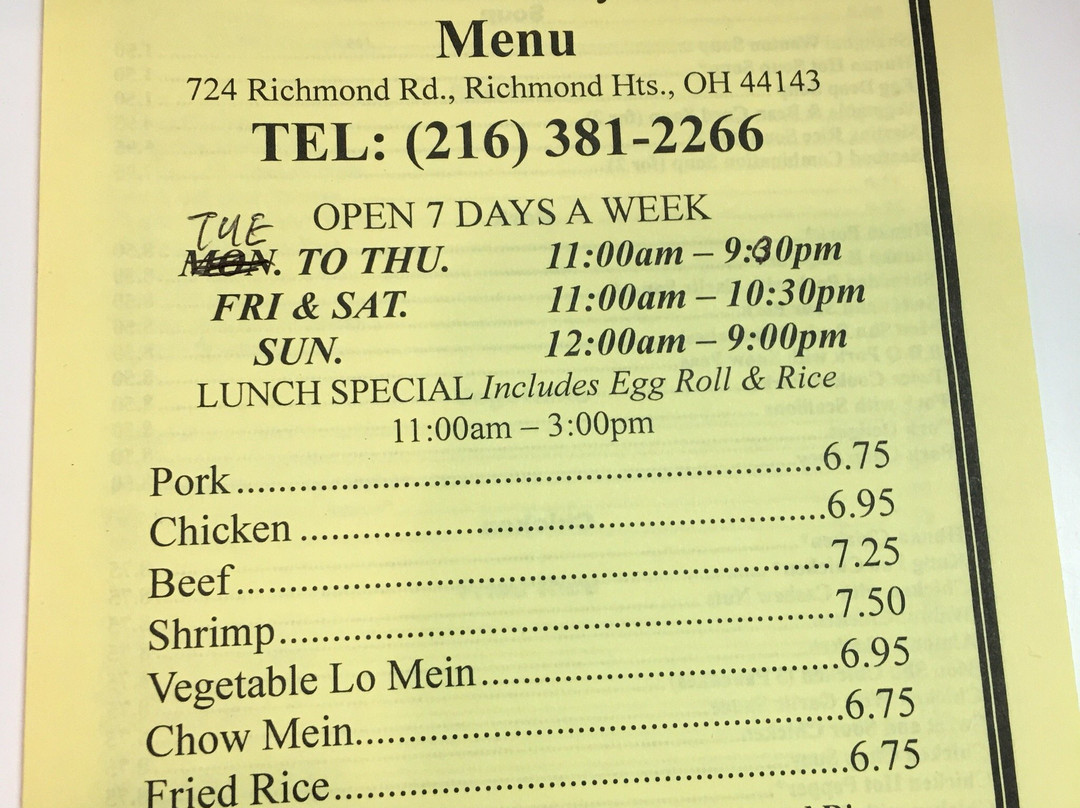 Menu
724 Richmond Rd., Richmond Hts., OH 44143
TEL: (216) 381-2266
OPEN 7 DAYS A WEEK
TUE
MON. TO THU. 11:00am – 9:30pm
FRI & SAT. 11:00am – 10:30pm
SUN. 12:00am – 9:00pm
LUNCH SPECIAL Includes Egg Roll & Rice
11:00am – 3:00pm
Pork..........6.75
Chicken..........6.95
Beef..........7.25
Shrimp..........7.50
Vegetable Lo Mein..........6.95
Chow Mein..........6.75
Fried Rice..........6.75